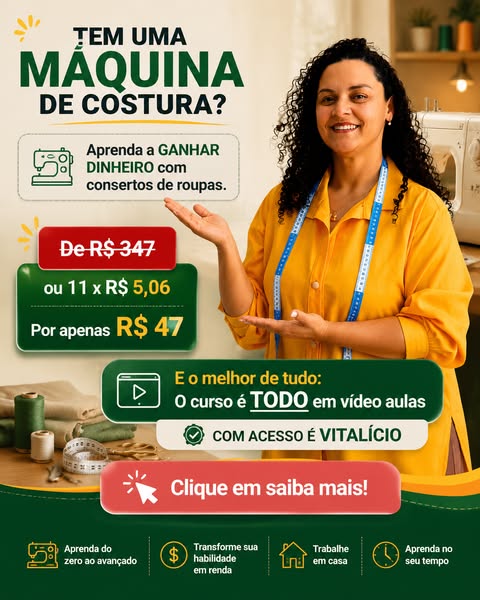 TEM UMA
MÁQUINA
DE COSTURA?
Aprenda a GANHAR
DINHEIRO com
consertos de roupas.
De R$ 347
ou 11 x R$ 5,06
Por apenas R$ 47
E o melhor de tudo:
O curso é TODO em vídeo aulas
COM ACESSO É VITALÍCIO
Clique em saiba mais!
Aprenda do
zero ao avançado
Transforme sua
habilidade
em renda
Trabalhe
em casa
Aprenda no
seu tempo